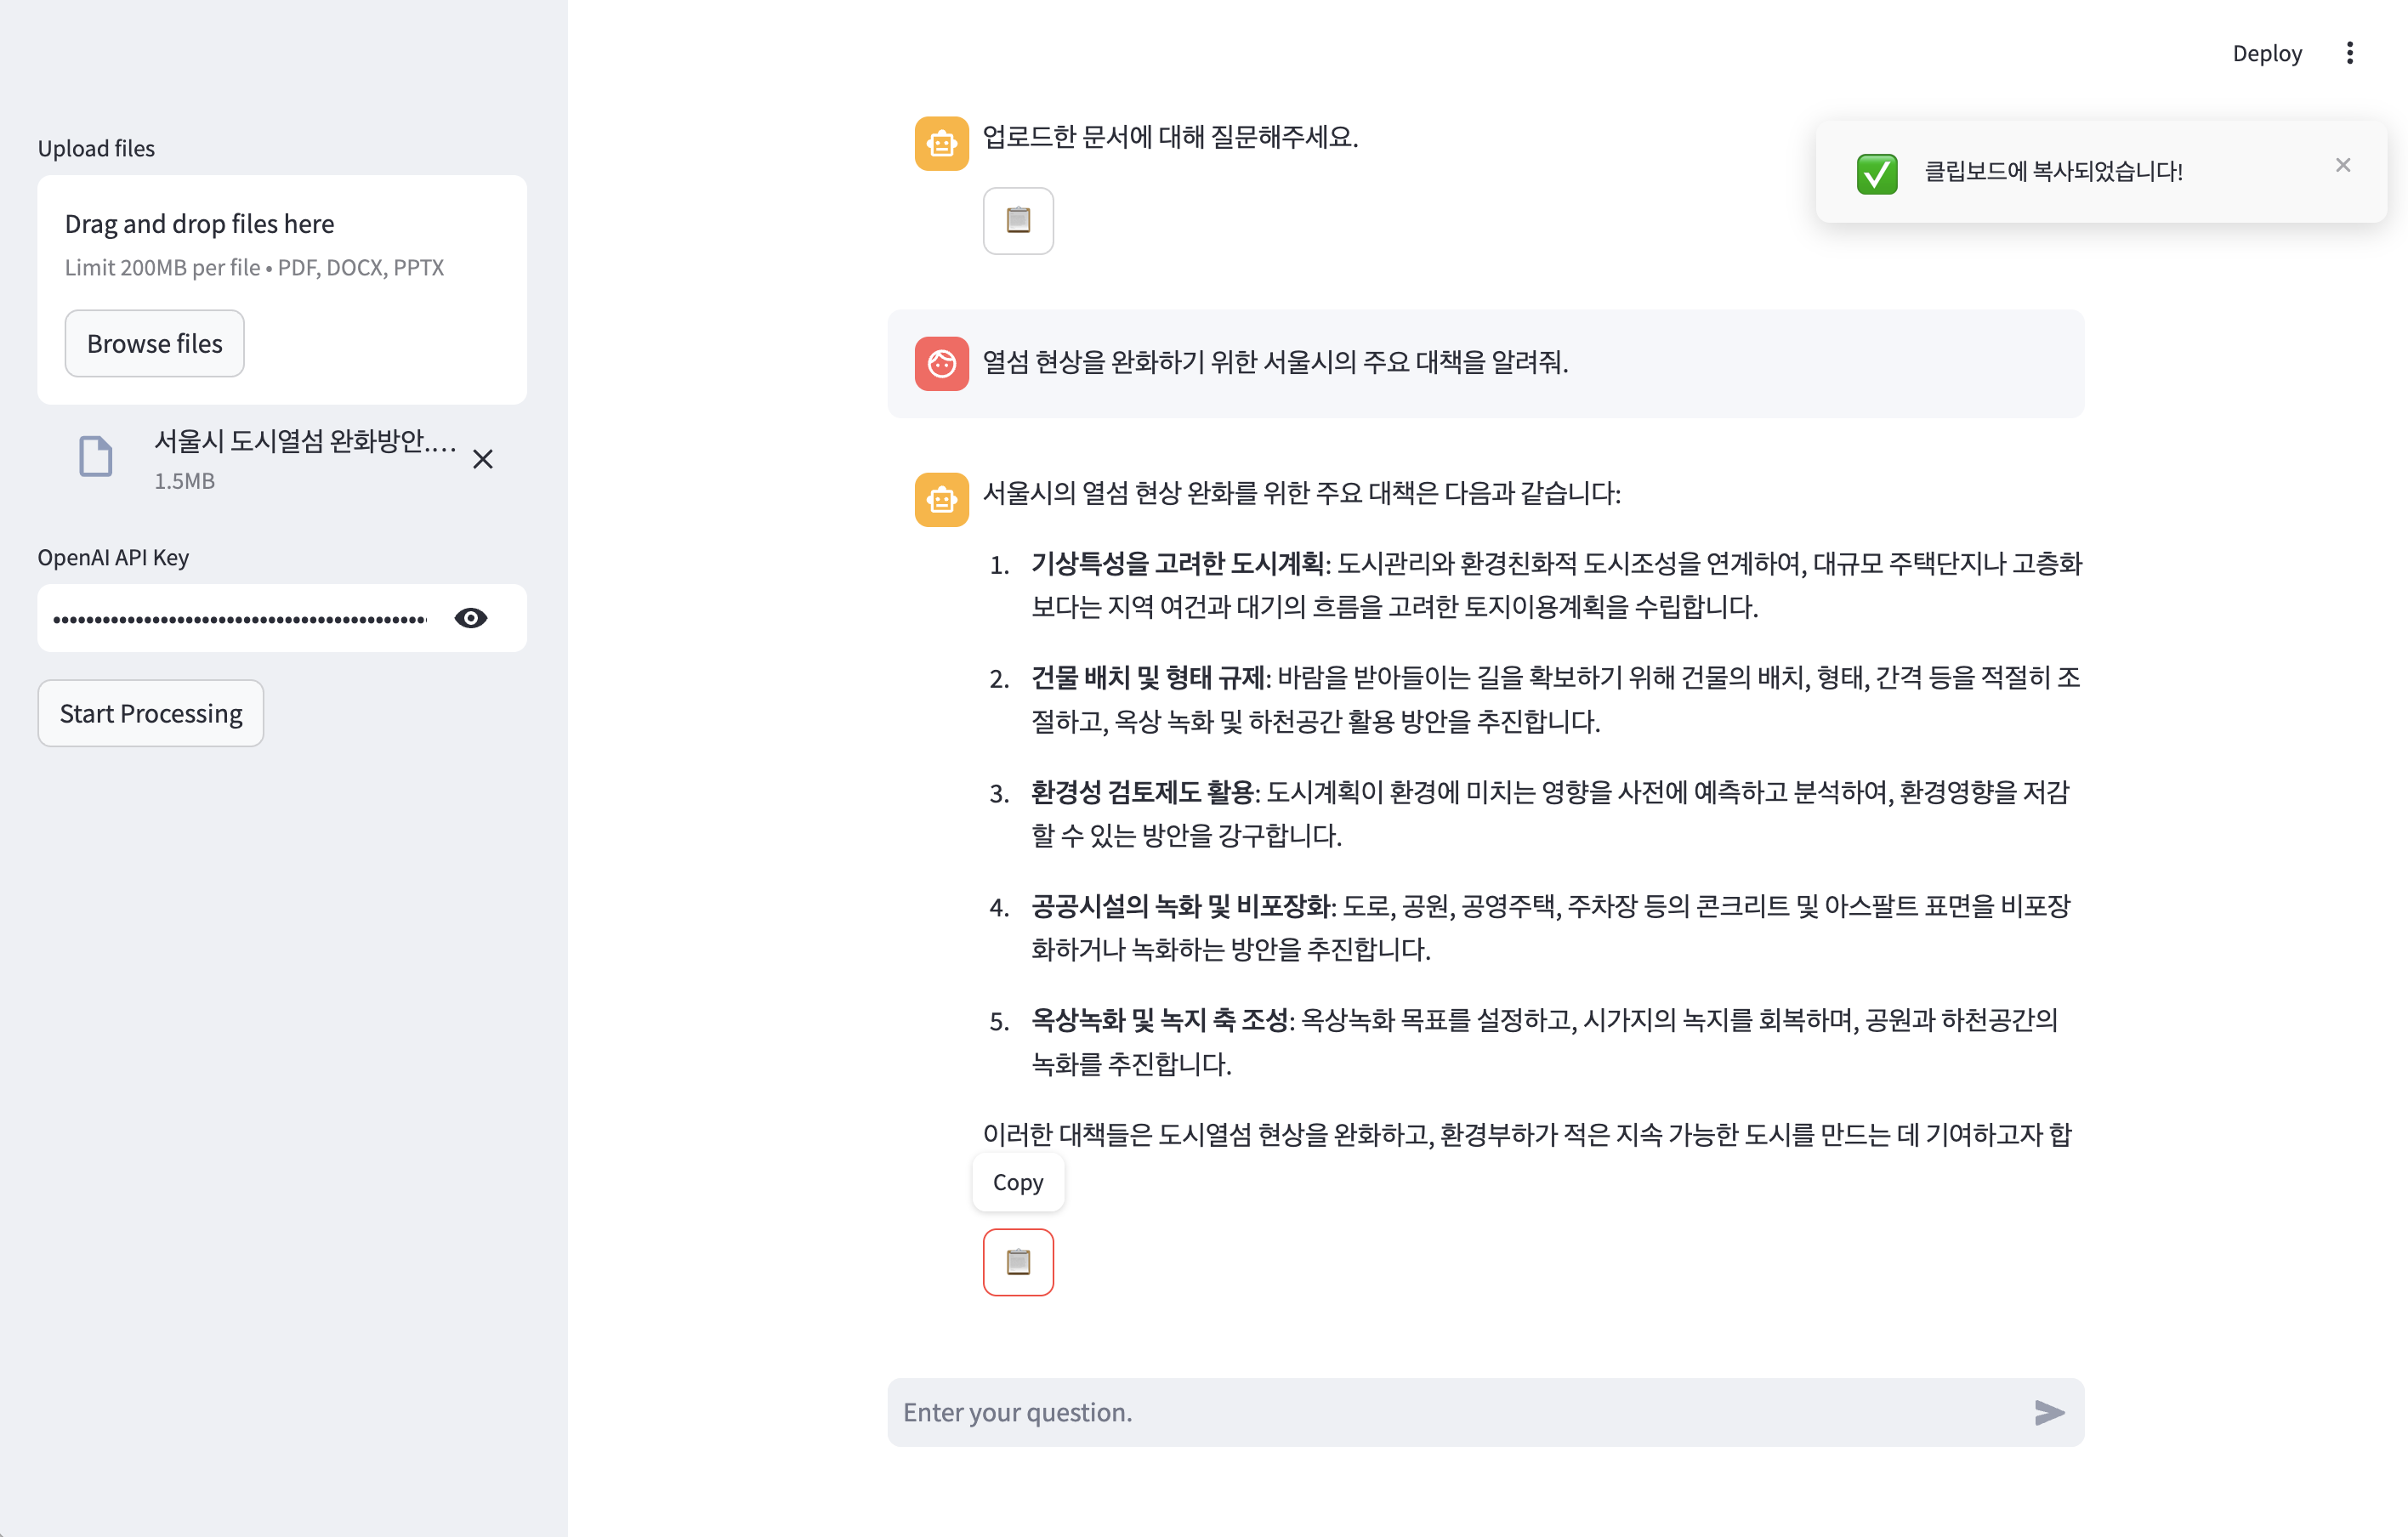 Deploy
Upload files
Drag and drop files here
Limit 200MB per file • PDF, DOCX, PPTX
Browse files
서울시 도시열섬 완화방안....
1.5MB
OpenAI API Key
Start Processing
업로드한 문서에 대해 질문해주세요.
클립보드에 복사되었습니다!
열섬 현상을 완화하기 위한 서울시의 주요 대책을 알려줘.
서울시의 열섬 현상 완화를 위한 주요 대책은 다음과 같습니다:
1. 기상특성을 고려한 도시계획: 도시관리와 환경친화적 도시조성을 연계하여, 대규모 주택단지나 고층화
보다는 지역 여건과 대기의 흐름을 고려한 토지이용계획을 수립합니다.
2. 건물 배치 및 형태 규제: 바람을 받아들이는 길을 확보하기 위해 건물의 배치, 형태, 간격 등을 적절히 조
절하고, 옥상 녹화 및 하천공간 활용 방안을 추진합니다.
3. 환경성 검토제도 활용: 도시계획이 환경에 미치는 영향을 사전에 예측하고 분석하여, 환경영향을 저감
할 수 있는 방안을 강구합니다.
4. 공공시설의 녹화 및 비포장화: 도로, 공원, 공영주택, 주차장 등의 콘크리트 및 아스팔트 표면을 비포장
화하거나 녹화하는 방안을 추진합니다.
5. 옥상녹화 및 녹지 축 조성: 옥상녹화 목표를 설정하고, 시가지의 녹지를 회복하며, 공원과 하천공간의
녹화를 추진합니다.
이러한 대책들은 도시열섬 현상을 완화하고, 환경부하가 적은 지속 가능한 도시를 만드는 데 기여하고자 합
Copy
Enter your question.